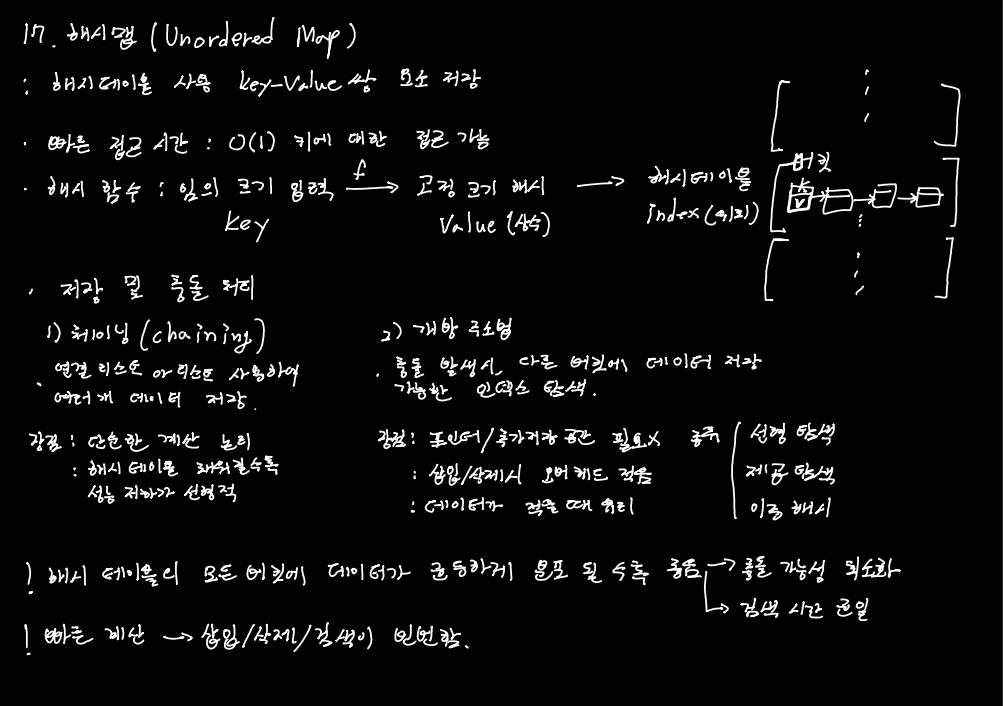 17. 해시맵 (Unordered Map)
: 해시테이블 사용 key-Value 쌍 요소 저장
· 빠른 접근 시간 : O(1) 키에 대한 접근 가능
· 해시 함수 : 임의 크기 입력 f → 고정 크기 해시 → 해시테이블
key Value (상수) index (위치)
버킷
k
v
· 저장 및 충돌 처리
1) 체이닝 (chaining)
· 연결 리스트 or 리스트 사용하여
여러개 데이터 저장.
장점 : 단순한 계산 논리
: 해시 테이블 채워질수록
성능 저하가 선형적
2) 개방 주소법
· 충돌 발생시, 다른 버킷에 데이터 저장
가능한 인덱스 탐색.
장점 : 포인터/추가저장 공간 필요x 종류
: 삽입/삭제시 오버헤드 적음
: 데이터가 적을 때 유리
선형 탐색
제곱 탐색
이중 해시
! 해시 테이블의 모든 버킷에 데이터가 균등하게 분포 될 수록 좋음 → 충돌 가능성 최소화
→ 검색 시간 균일
! 빠른 계산 → 삽입/삭제/검색이 빈번함.